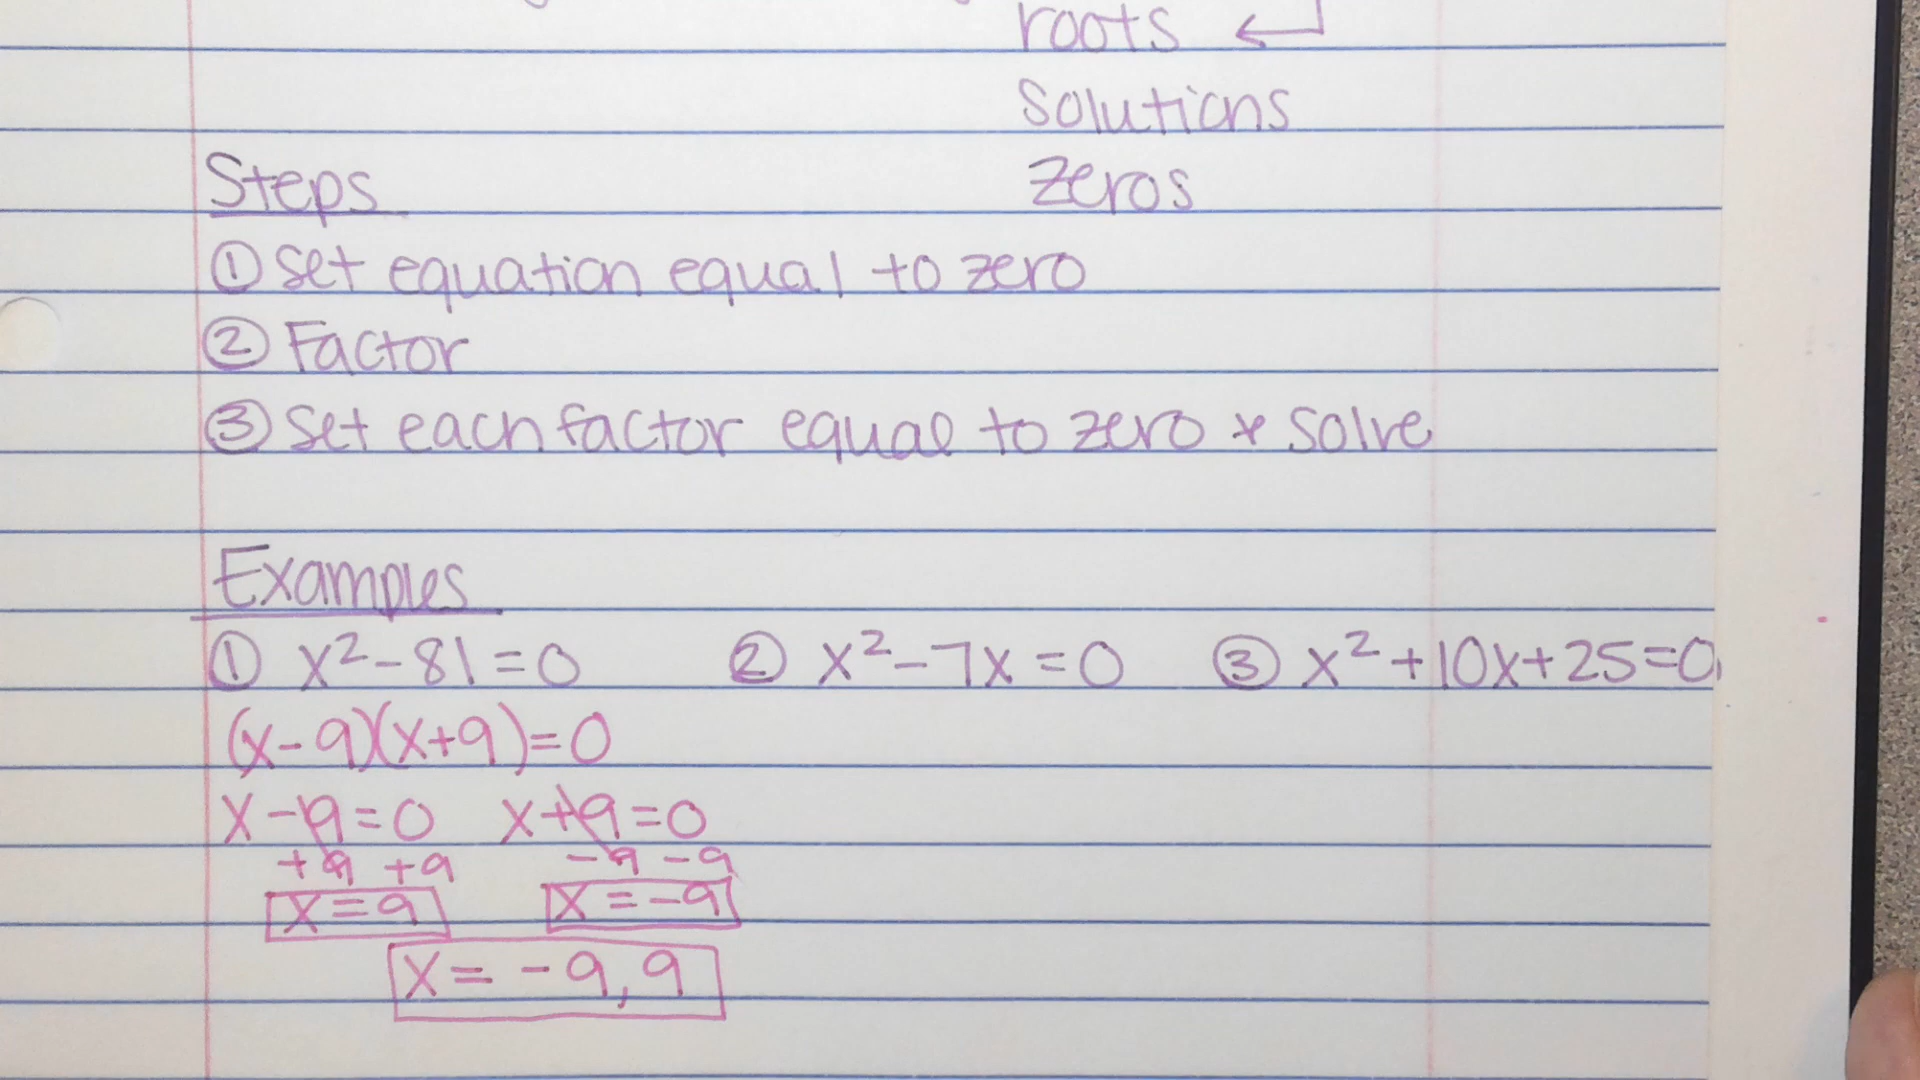 roots ←
solutions
Steps
zeros
① Set equation equal to zero
② Factor
③ Set each factor equal to zero & solve
Examples
① x²-81=0 ② x²-7x=0 ③ x²+10x+25=0
(x-9)(x+9)=0
x-9=0 x+9=0
+9 +9 -9 -9
x=9 x=-9
x=-9,9